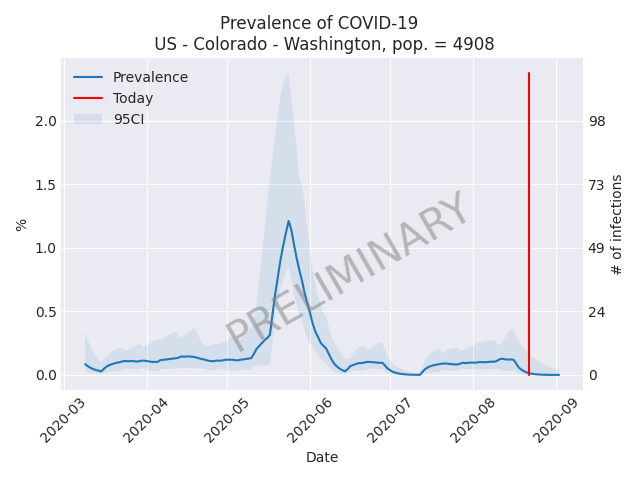 Prevalence of COVID-19
US - Colorado - Washington, pop. = 4908
Prevalence
Today
95CI
PRELIMINARY
%
2.0
1.5
1.0
0.5
0.0
98
73
49
24
0
# of infections
2020-03
2020-04
2020-05
2020-06
2020-07
2020-08
2020-09
Date